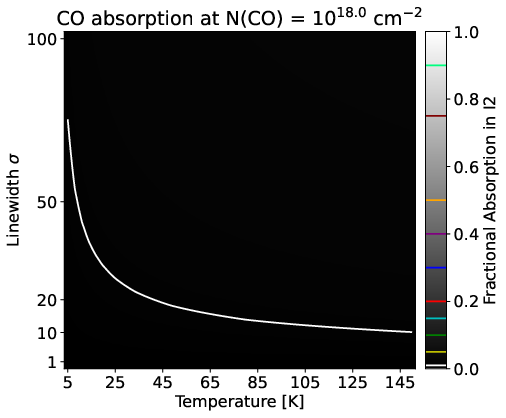 CO absorption at N(CO) = 10^18.0 cm^−2
100
50
20
10
1
Linewidth σ
5 25 45 65 85 105 125 145
Temperature [K]
1.0
0.8
0.6
0.4
0.2
0.0
Fractional Absorption in l2